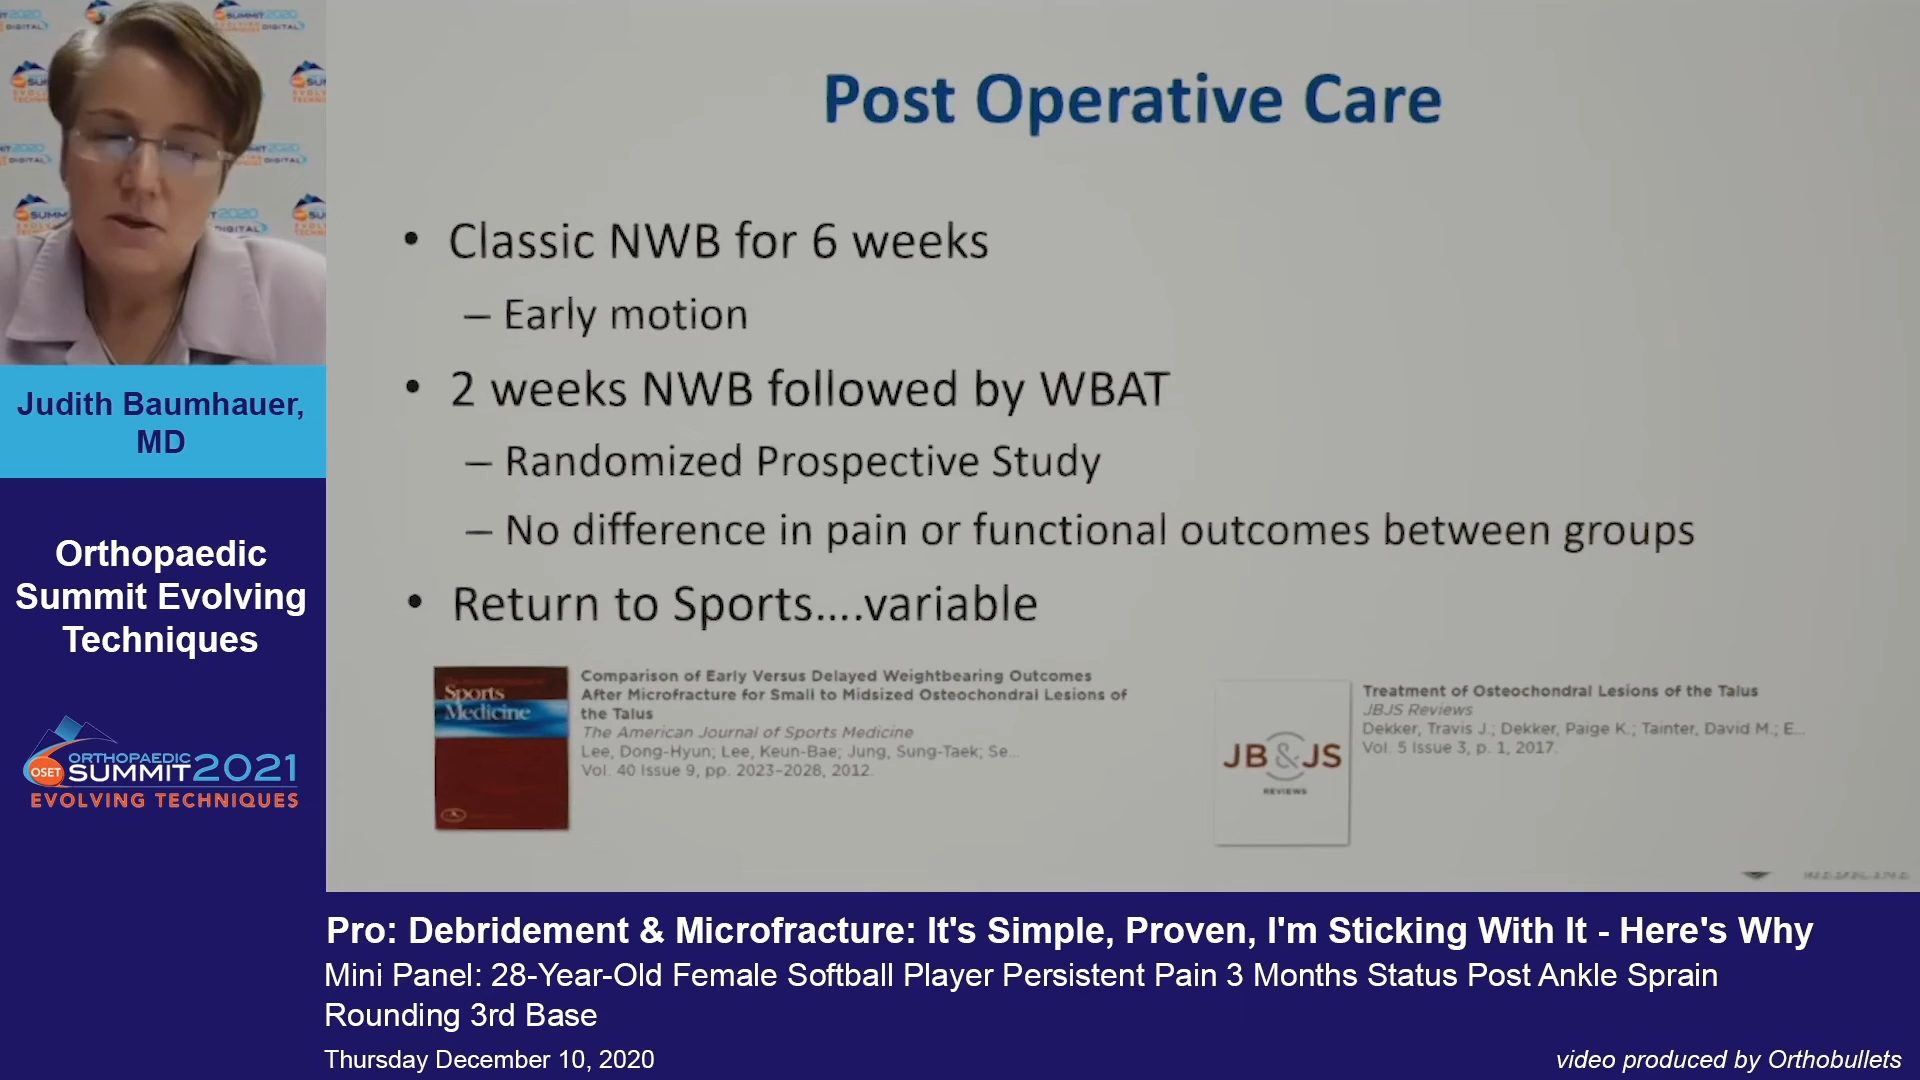 Post Operative Care
• Classic NWB for 6 weeks
– Early motion
• 2 weeks NWB followed by WBAT
– Randomized Prospective Study
– No difference in pain or functional outcomes between groups
• Return to Sports....variable
Sports
Medicine
Comparison of Early Versus Delayed Weightbearing Outcomes
After Microfracture for Small to Midsized Osteochondral Lesions of
the Talus
The American Journal of Sports Medicine
Lee, Dong-Hyun; Lee, Keun-Bae; Jung, Sung-Taek; Se...
Vol. 40 Issue 9, pp. 2023-2028, 2012.
JB&JS
REVIEWS
Treatment of Osteochondral Lesions of the Talus
JBJS Reviews
Dekker, Travis J.; Dekker, Paige K.; Tainter, David M.; E...
Vol. 5 Issue 3, p. 1, 2017.
Judith Baumhauer,
MD
Orthopaedic
Summit Evolving
Techniques
ORTHOPAEDIC
OSET SUMMIT 2021
EVOLVING TECHNIQUES
Pro: Debridement & Microfracture: It's Simple, Proven, I'm Sticking With It - Here's Why
Mini Panel: 28-Year-Old Female Softball Player Persistent Pain 3 Months Status Post Ankle Sprain
Rounding 3rd Base
Thursday December 10, 2020
video produced by Orthobullets